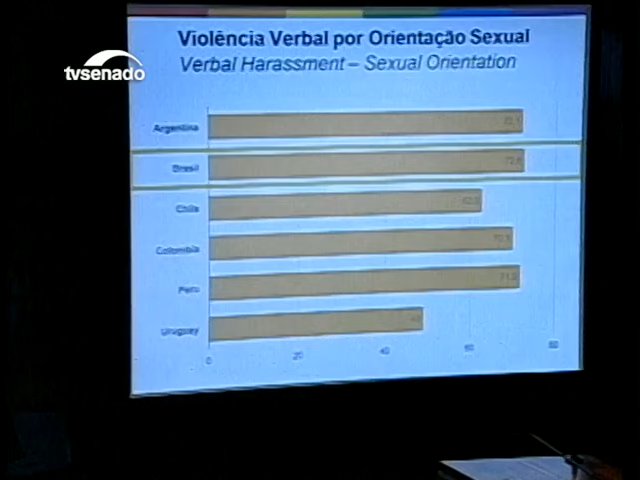 Violência Verbal por Orientação Sexual
Verbal Harassment – Sexual Orientation
tvsenado
Argentina
Brasil
Chile
Colombia
Peru
Uruguay
0 20 40 60 80